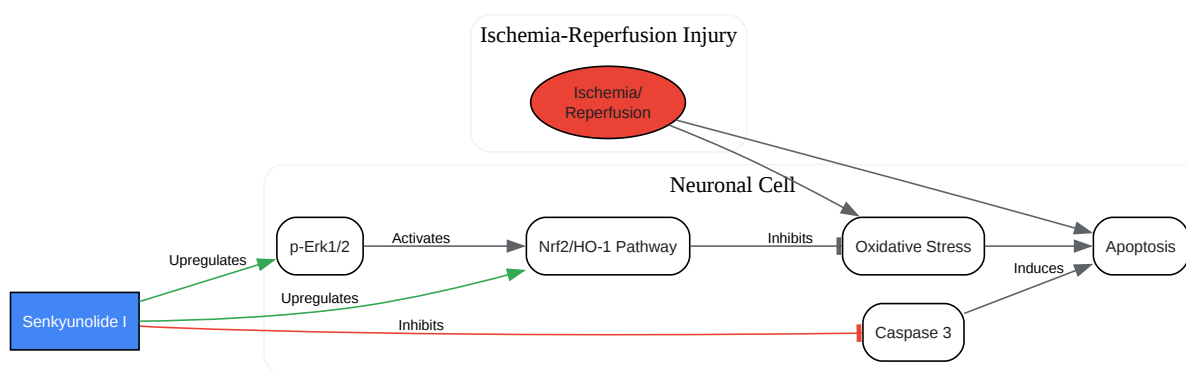 Ischemia-Reperfusion Injury
Ischemia/
Reperfusion
Neuronal Cell
p-Erk1/2
Activates
Nrf2/HO-1 Pathway
Inhibits
Oxidative Stress
Apoptosis
Upregulates
Induces
Senkyunolide I
Upregulates
Inhibits
Caspase 3